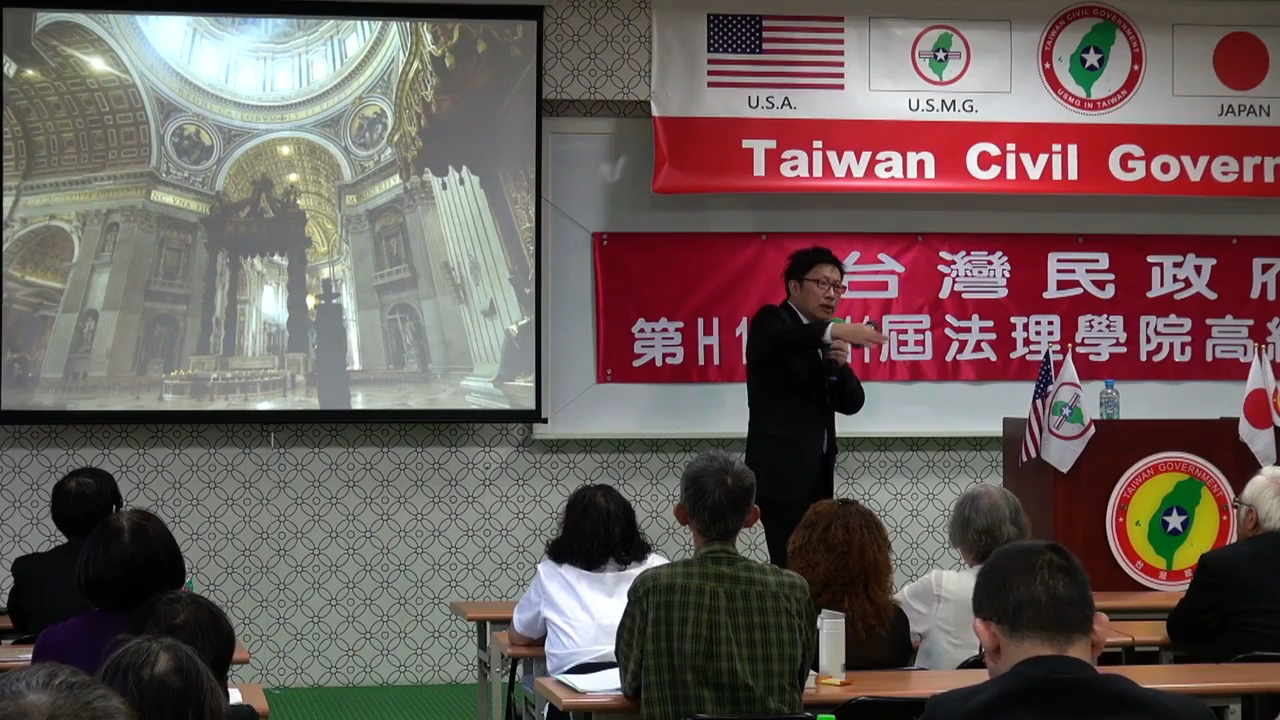 U.S.A.
U.S.M.G.
TAIWAN CIVIL GOVERNMENT
USMG IN TAIWAN
JAPAN
Taiwan Civil Govern
台灣民政府
第 屆法理學院高
TAIWAN GOVERNMENT